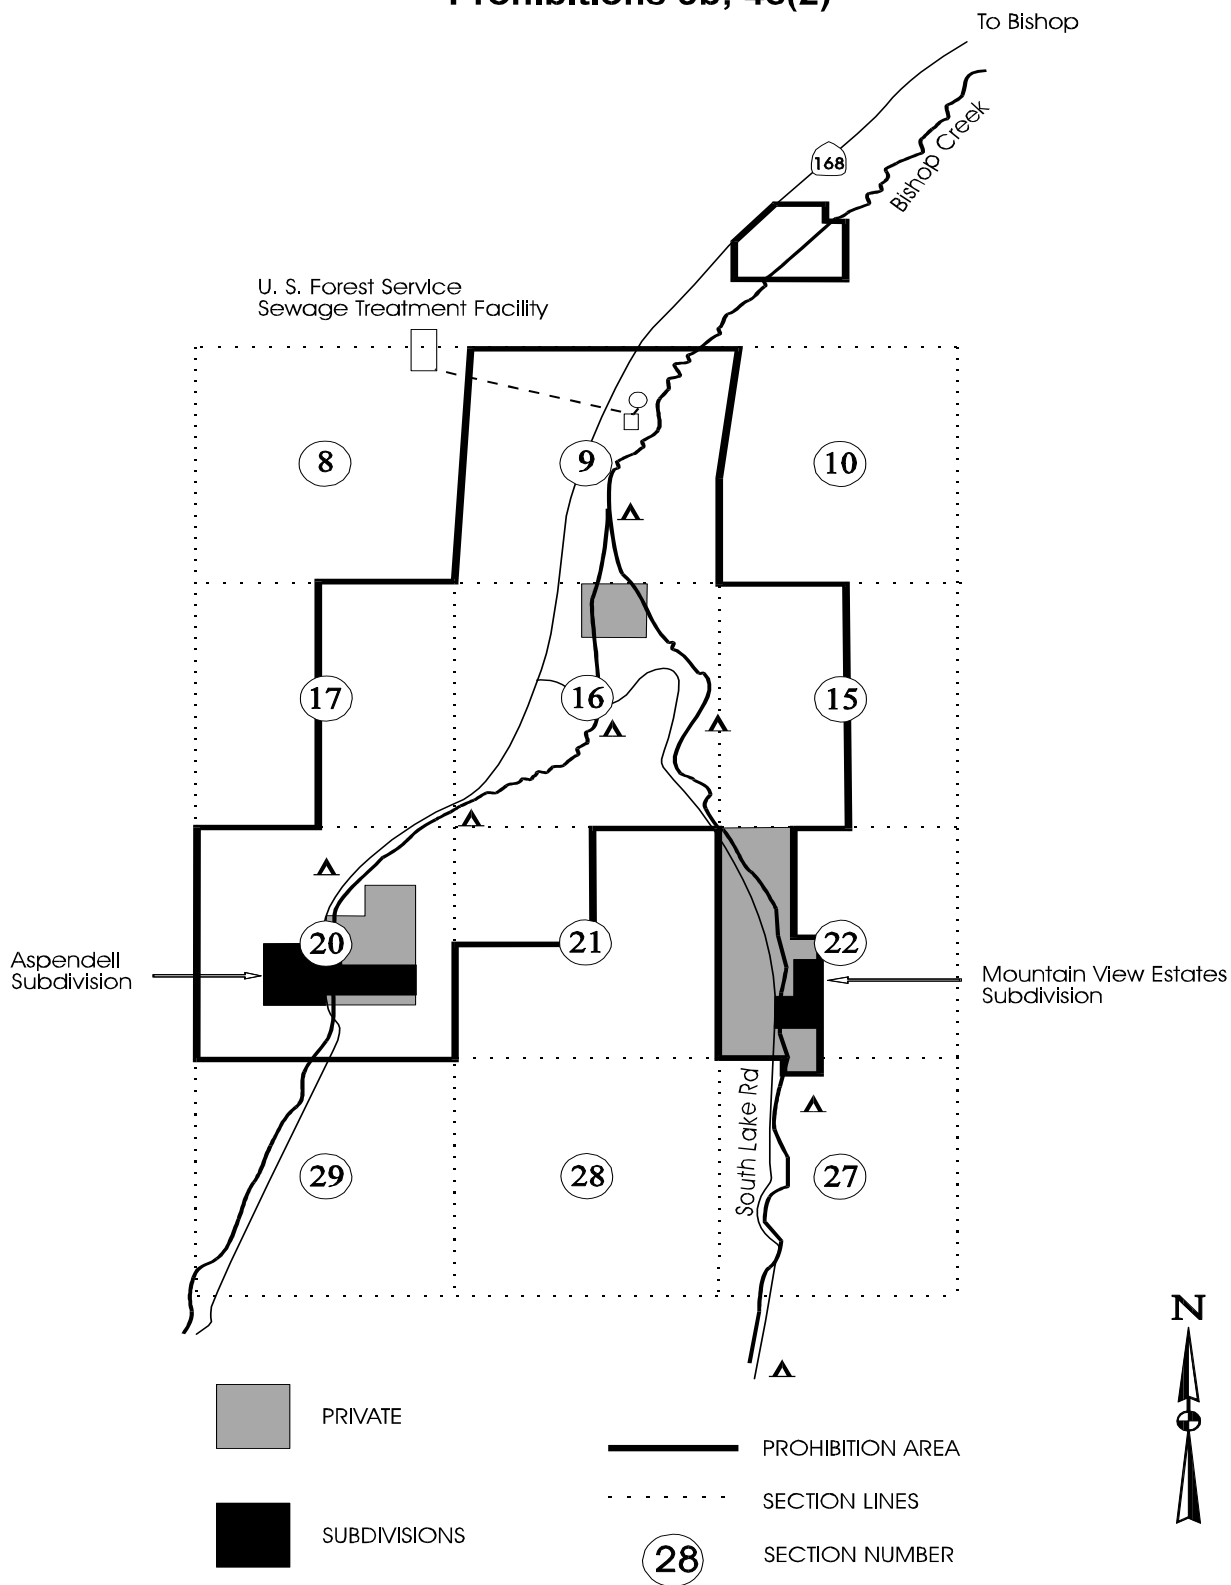 To Bishop
168
Bishop Creek
U. S. Forest Service
Sewage Treatment Facility
8
9
10
17
16
15
20
21
22
Aspendell
Subdivision
Mountain View Estates
Subdivision
South Lake Rd
29
28
27
N
PRIVATE
PROHIBITION AREA
SECTION LINES
SUBDIVISIONS
28
SECTION NUMBER